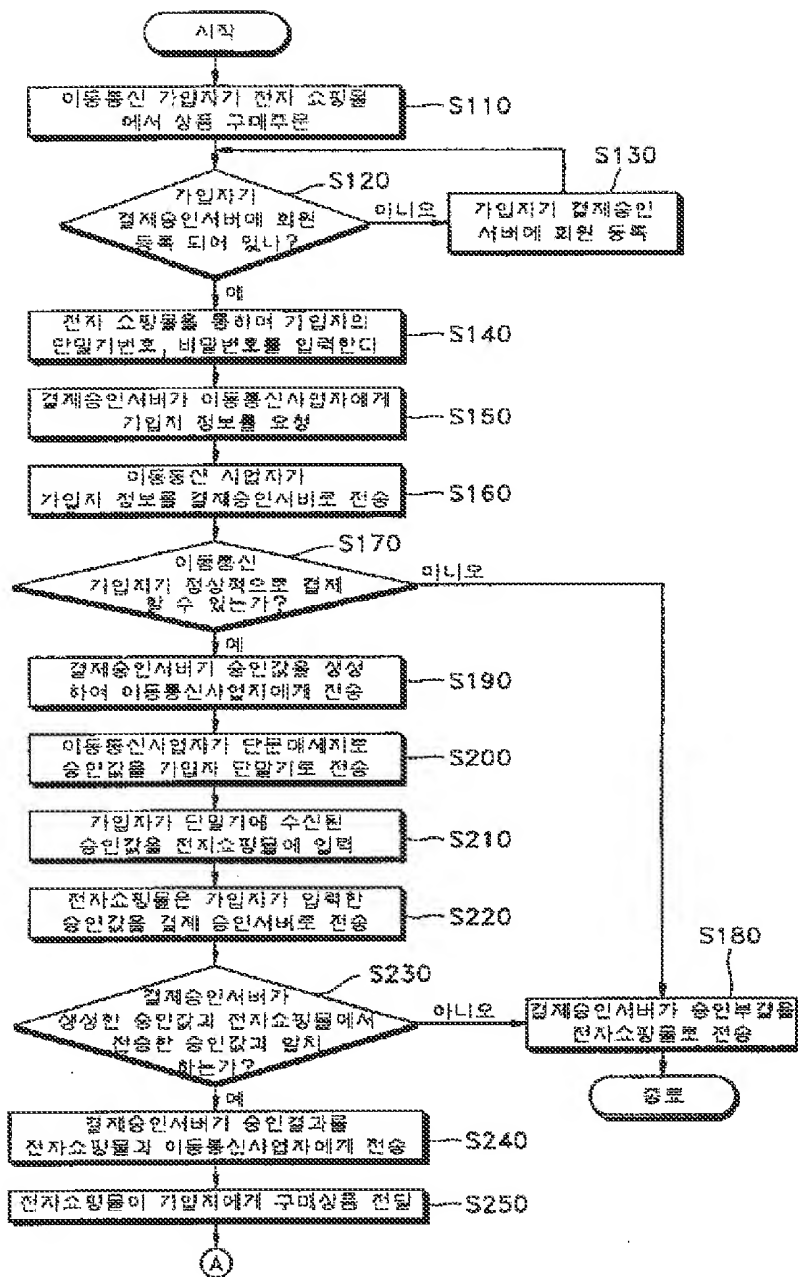 시작
이동통신 가입자가 전자 쇼핑몰
에서 상품 구매주문
S110
S120
가입자가
결제승인서버에 회원
등록 되어 있나?
아니오
S130
가입자가 결제승인
서버에 회원 등록
예
전자 쇼핑몰을 통하여 가입자의
단말기번호, 비밀번호를 입력한다
S140
결제승인서버가 이동통신사업자에게
가입자 정보를 요청
S150
이동통신 사업자가
가입자 정보를 결제승인서버로 전송
S160
S170
이동통신
가입자가 정상적으로 결제
할 수 있는가?
아니오
예
결제승인서버가 승인값을 생성
하여 이동통신사업자에게 전송
S190
이동통신사업자가 단문메세지로
승인값을 가입자 단말기로 전송
S200
가입자가 단말기에 수신된
승인값을 전자쇼핑몰에 입력
S210
전자쇼핑몰은 가입자가 입력한
승인값을 결제 승인서버로 전송
S220
S230
결제승인서버가
생성한 승인값과 전자쇼핑몰에서
전송한 승인값과 일치
하는가?
아니오
S180
결제승인서버가 승인부결을
전자쇼핑몰로 전송
종료
예
결제승인서버가 승인결과를
전자쇼핑몰과 이동통신사업자에게 전송
S240
전자쇼핑몰이 가입자에게 구매상품 전달
S250
A